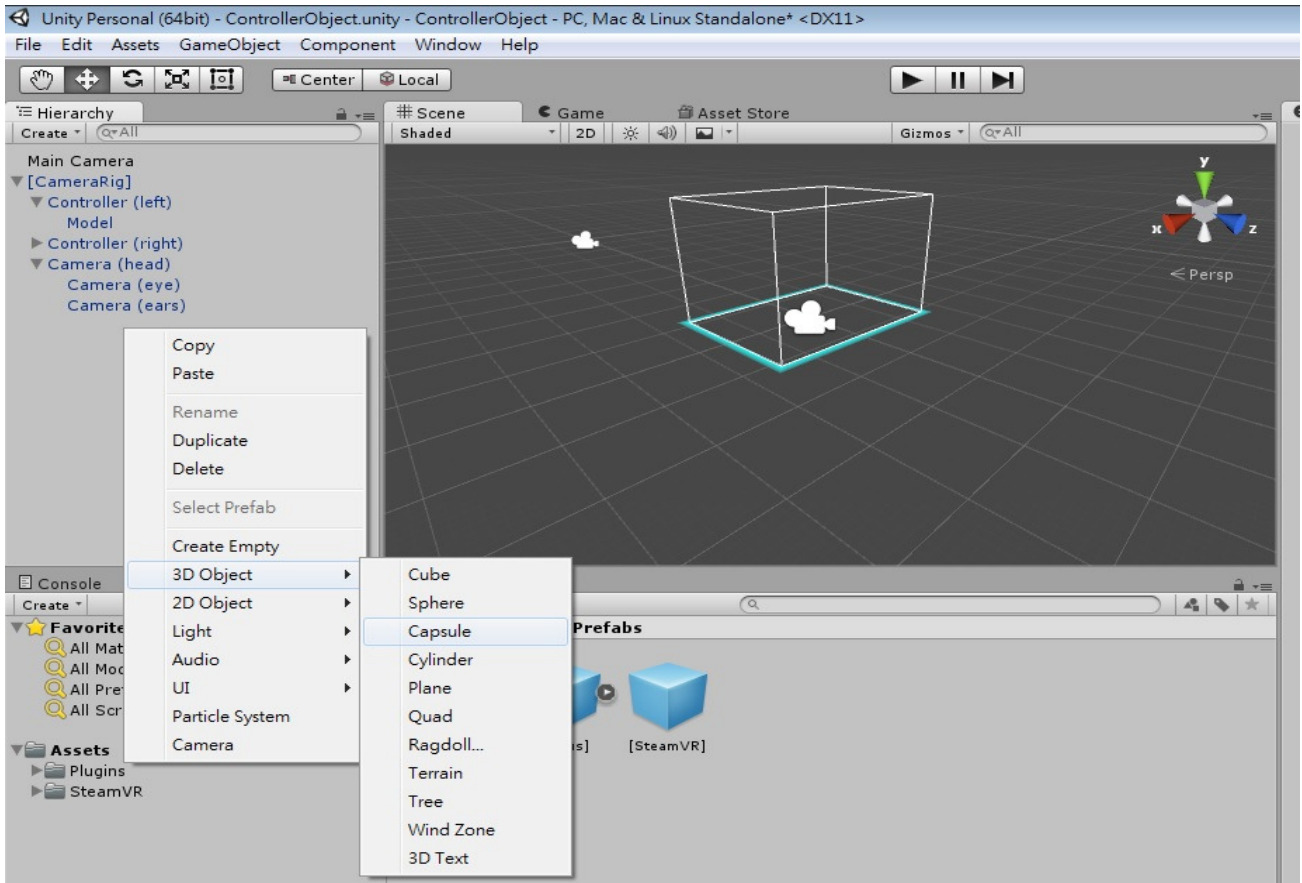 Unity Personal (64bit) - ControllerObject.unity - ControllerObject - PC, Mac & Linux Standalone* <DX11>
File Edit Assets GameObject Component Window Help
Center Local
Hierarchy
Create All
Main Camera
[CameraRig]
Controller (left)
Model
Controller (right)
Camera (head)
Camera (eye)
Camera (ears)
# Scene Game Asset Store
Shaded 2D Gizmos All
y
x z
Persp
Copy
Paste
Rename
Duplicate
Delete
Select Prefab
Create Empty
3D Object
2D Object
Light
Audio
UI
Particle System
Camera
Cube
Sphere
Capsule
Cylinder
Plane
Quad
Ragdoll...
Terrain
Tree
Wind Zone
3D Text
Console
Create
Favorite
All Mat
All Mod
All Pre
All Scr
Assets
Plugins
SteamVR
Prefabs
s]
[SteamVR]